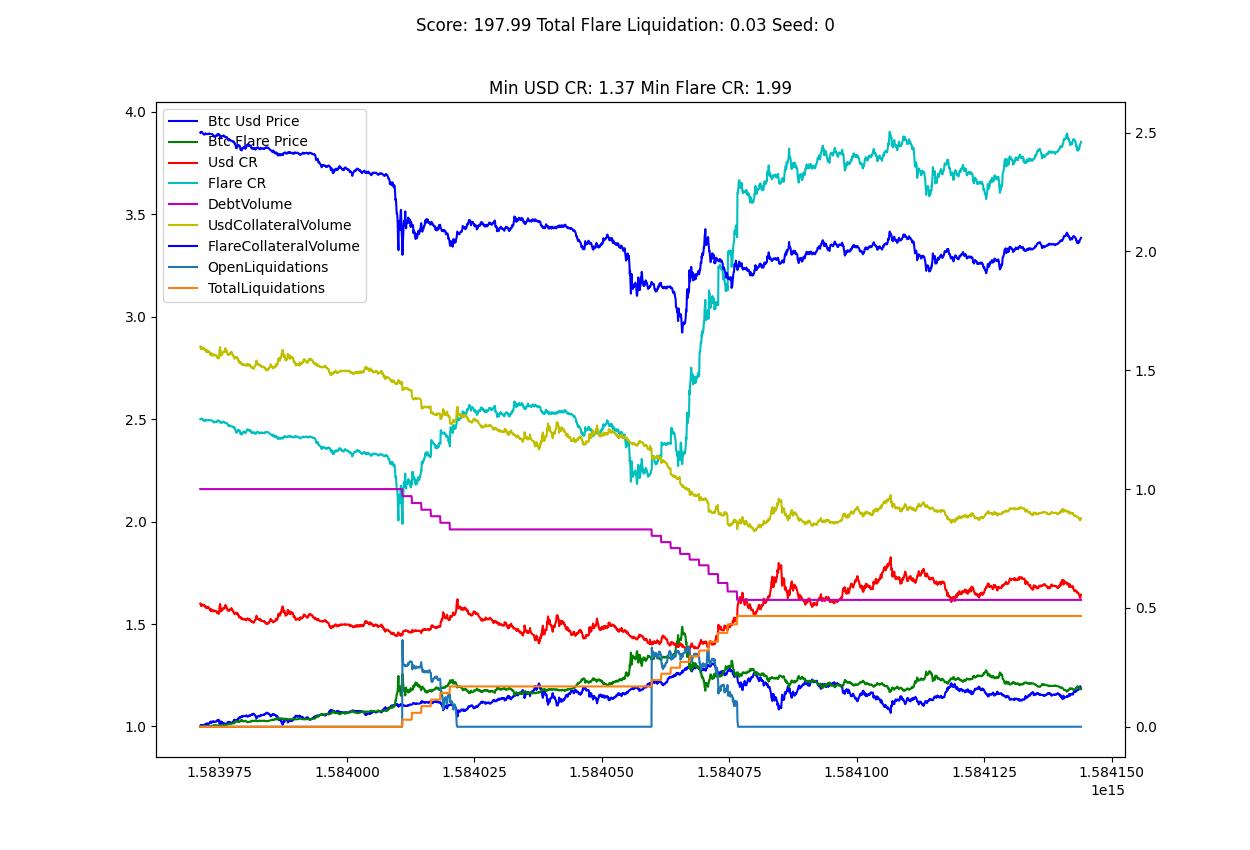 Score: 197.99 Total Flare Liquidation: 0.03 Seed: 0
Min USD CR: 1.37 Min Flare CR: 1.99
4.0
3.5
3.0
2.5
2.0
1.5
1.0
Btc Usd Price
Btc Flare Price
Usd CR
Flare CR
DebtVolume
UsdCollateralVolume
FlareCollateralVolume
OpenLiquidations
TotalLiquidations
2.5
2.0
1.5
1.0
0.5
0.0
1.583975 1.584000 1.584025 1.584050 1.584075 1.584100 1.584125 1.584150
1e15